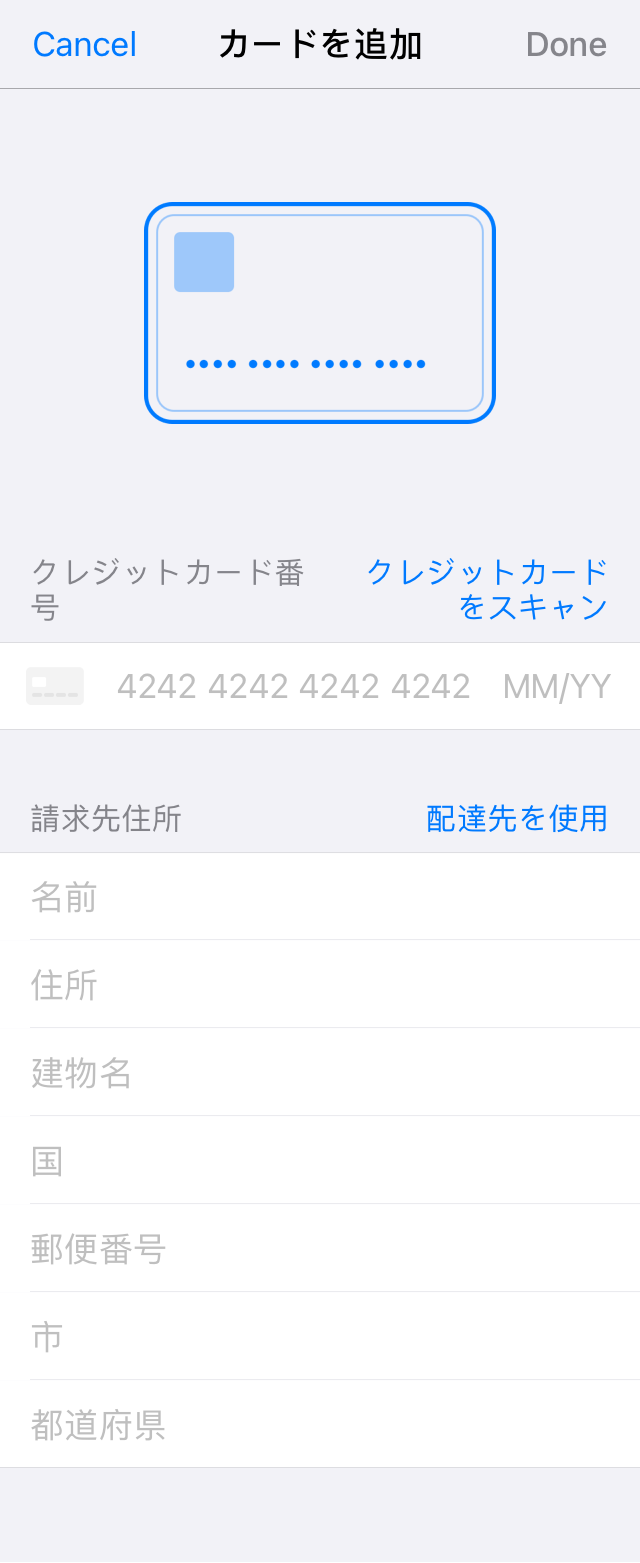 Cancel カードを追加 Done
クレジットカード番
号
クレジットカード
をスキャン
4242 4242 4242 4242 MM/YY
請求先住所 配達先を使用
名前
住所
建物名
国
郵便番号
市
都道府県